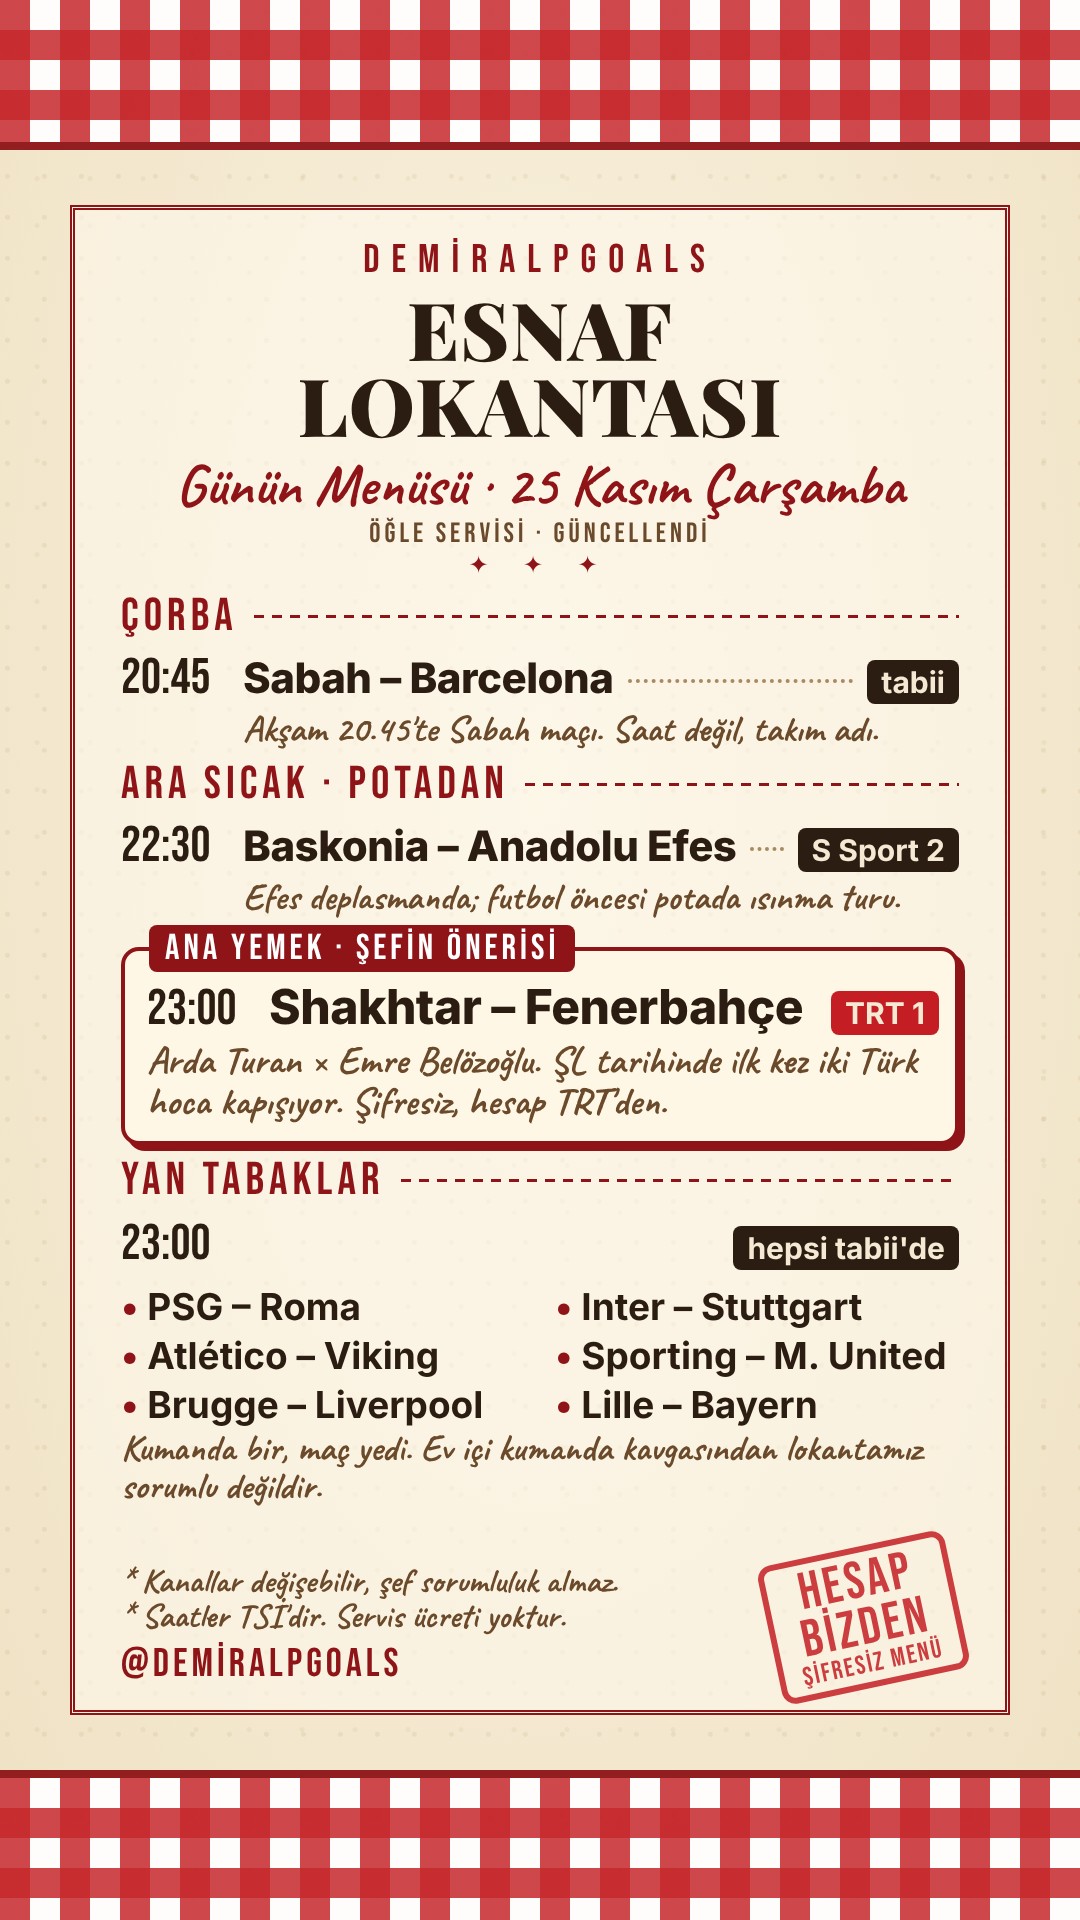 DEMİRALPGOALS
ESNAF
LOKANTASI
Günün Menüsü · 25 Kasım Çarşamba
ÖĞLE SERVİSİ · GÜNCELLENDİ
ÇORBA
20:45 Sabah – Barcelona tabii
Akşam 20.45'te Sabah maçı. Saat değil, takım adı.
ARA SICAK · POTADAN
22:30 Baskonia – Anadolu Efes S Sport 2
Efes deplasmanda; futbol öncesi potada ısınma turu.
ANA YEMEK · ŞEFİN ÖNERİSİ
23:00 Shakhtar – Fenerbahçe TRT 1
Arda Turan × Emre Belözoğlu. ŞL tarihinde ilk kez iki Türk
hoca kapışıyor. Şifresiz, hesap TRT'den.
YAN TABAKLAR
23:00 hepsi tabii'de
• PSG – Roma • Inter – Stuttgart
• Atlético – Viking • Sporting – M. United
• Brugge – Liverpool • Lille – Bayern
Kumanda bir, maç yedi. Ev içi kumanda kavgasından lokantamız
sorumlu değildir.
* Kanallar değişebilir, şef sorumluluk almaz.
* Saatler TSİ'dir. Servis ücreti yoktur.
@DEMİRALPGOALS
HESAP
BİZDEN
ŞİFRESİZ MENÜ